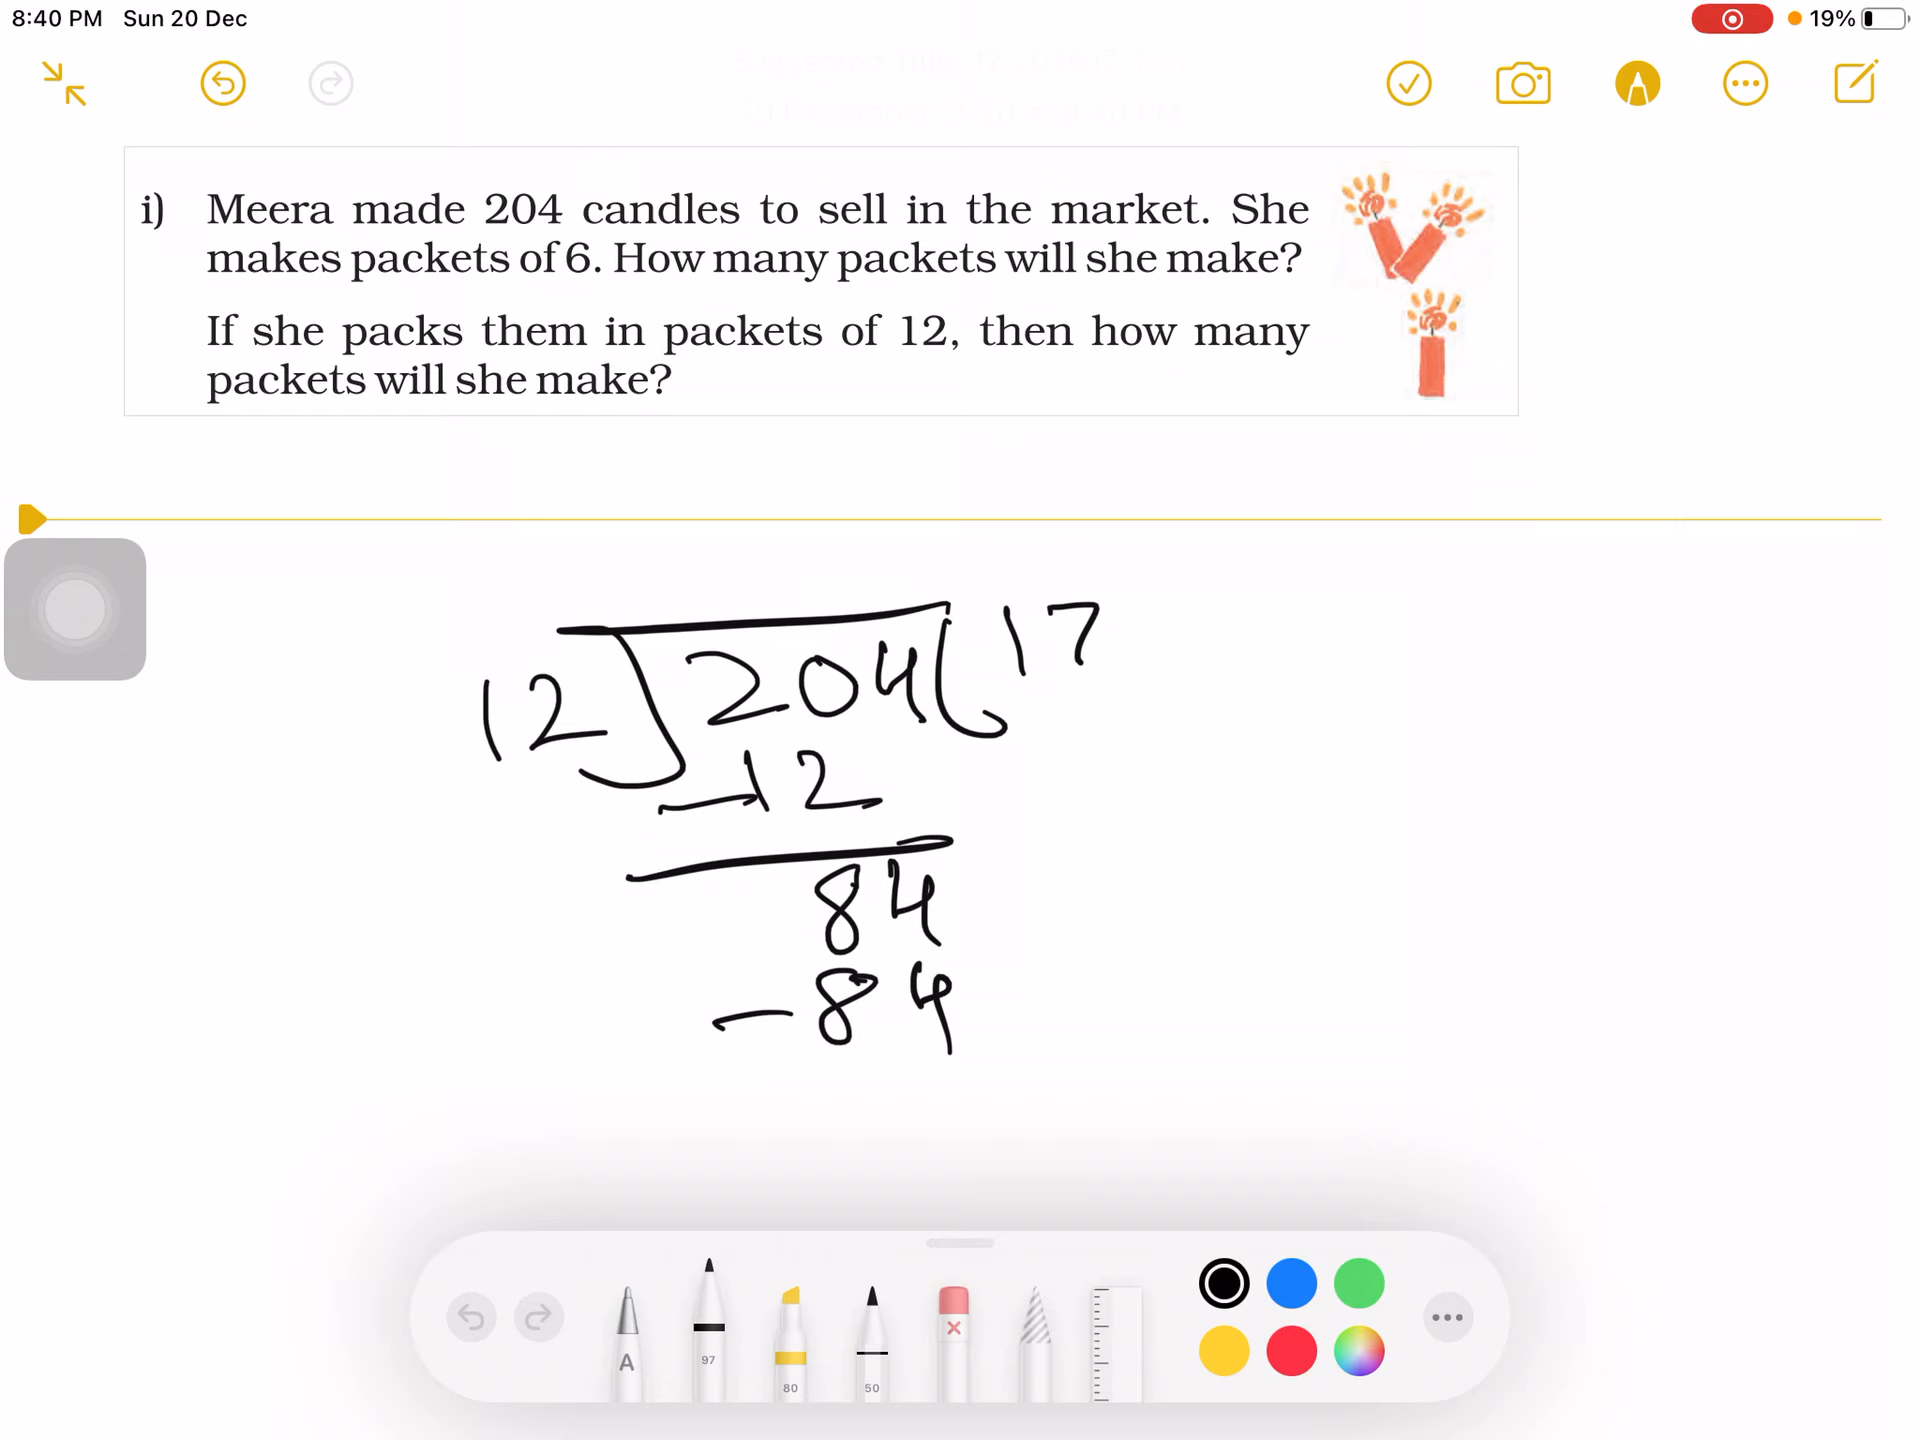 8:40 PM Sun 20 Dec
19%
i) Meera made 204 candles to sell in the market. She
makes packets of 6. How many packets will she make?
If she packs them in packets of 12, then how many
packets will she make?
12 204 17
-12
84
-84
A
97
80
50